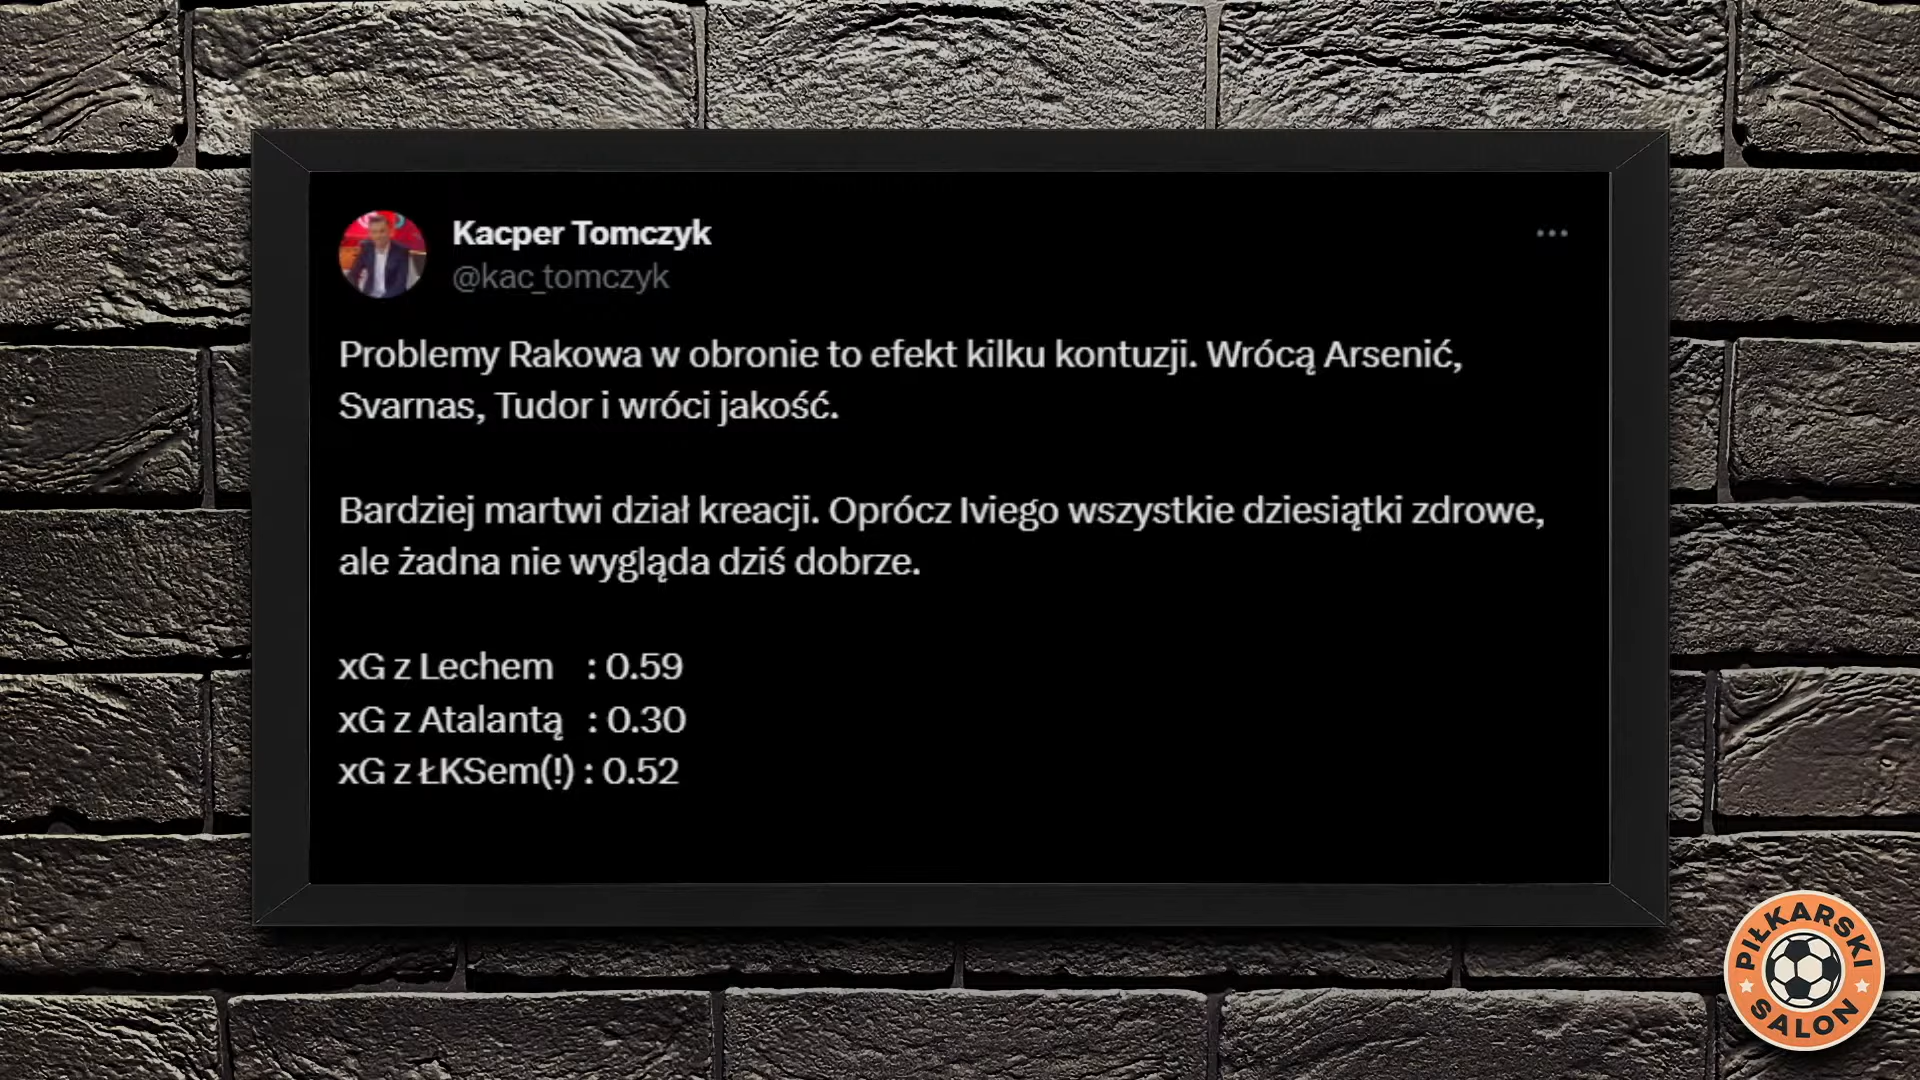 Kacper Tomczyk
@kac_tomczyk
Problemy Rakowa w obronie to efekt kilku kontuzji. Wrócą Arsenić,
Svarnas, Tudor i wróci jakość.
Bardziej martwi dział kreacji. Oprócz Iviego wszystkie dziesiątki zdrowe,
ale żadna nie wygląda dziś dobrze.
xG z Lechem : 0.59
xG z Atalantą : 0.30
xG z ŁKSem(!) : 0.52
PIŁKARSKI
SALON